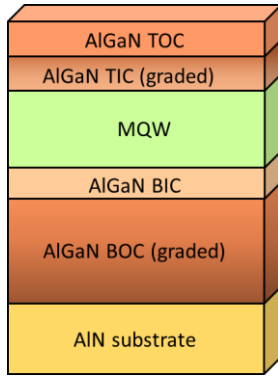 AlGaN TOC
AlGaN TIC (graded)
MQW
AlGaN BIC
AlGaN BOC (graded)
AlN substrate